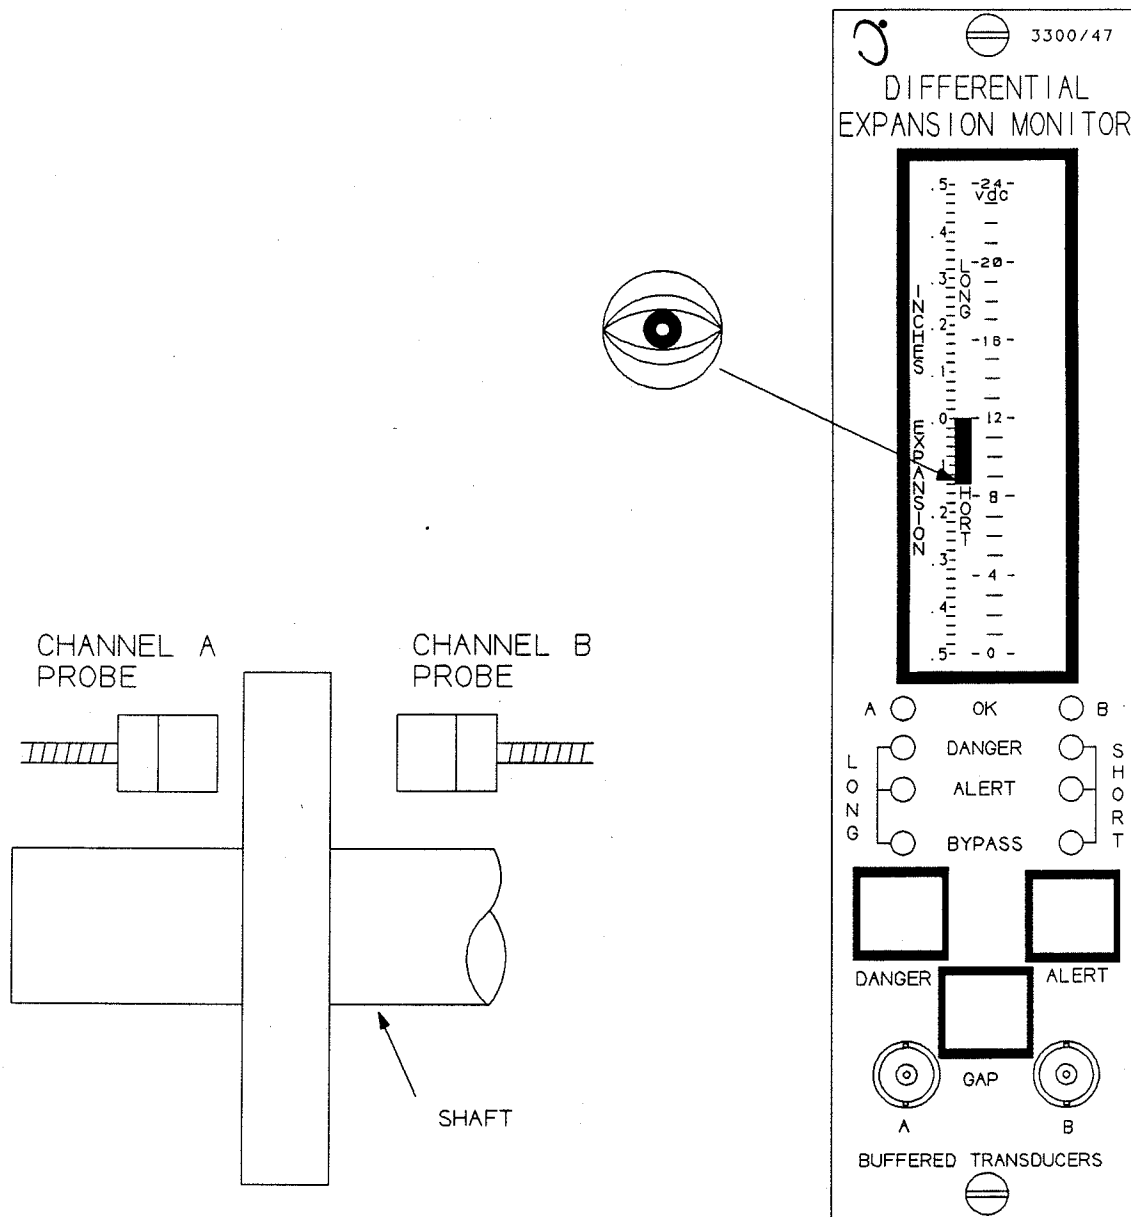 3300/47
DIFFERENTIAL
EXPANSION MONITOR
.5 -24
vdc
.4
-20
.3
LONG
INCHES
.2
-16
.1
0 -12
EXPANSION
.1
HORT
-8
.2
.3
-4
.4
.5 -0
CHANNEL A
PROBE
CHANNEL B
PROBE
A OK B
DANGER
LONG ALERT SHORT
BYPASS
DANGER ALERT
GAP
SHAFT
A B
BUFFERED TRANSDUCERS